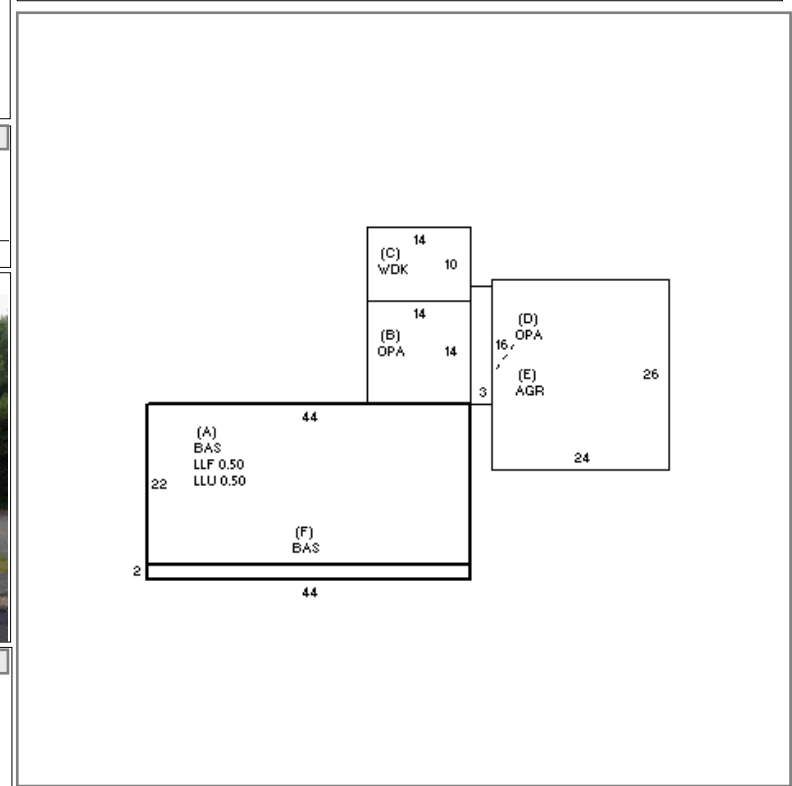 14
(C)
WDK
10
14
(B)
OPA
14
(D)
OPA
16
(E)
AGR
26
3
24
44
(A)
BAS
LLF 0.50
LLU 0.50
22
(F)
BAS
2
44